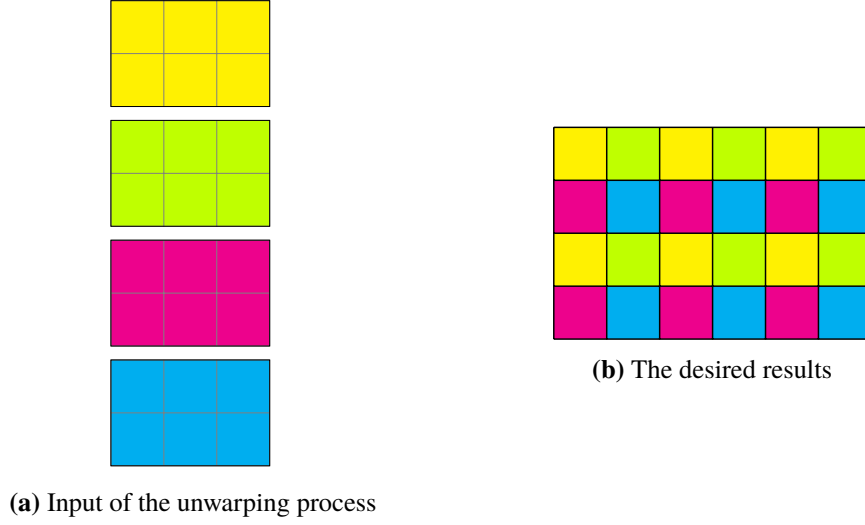 (b) The desired results
(a) Input of the unwarping process